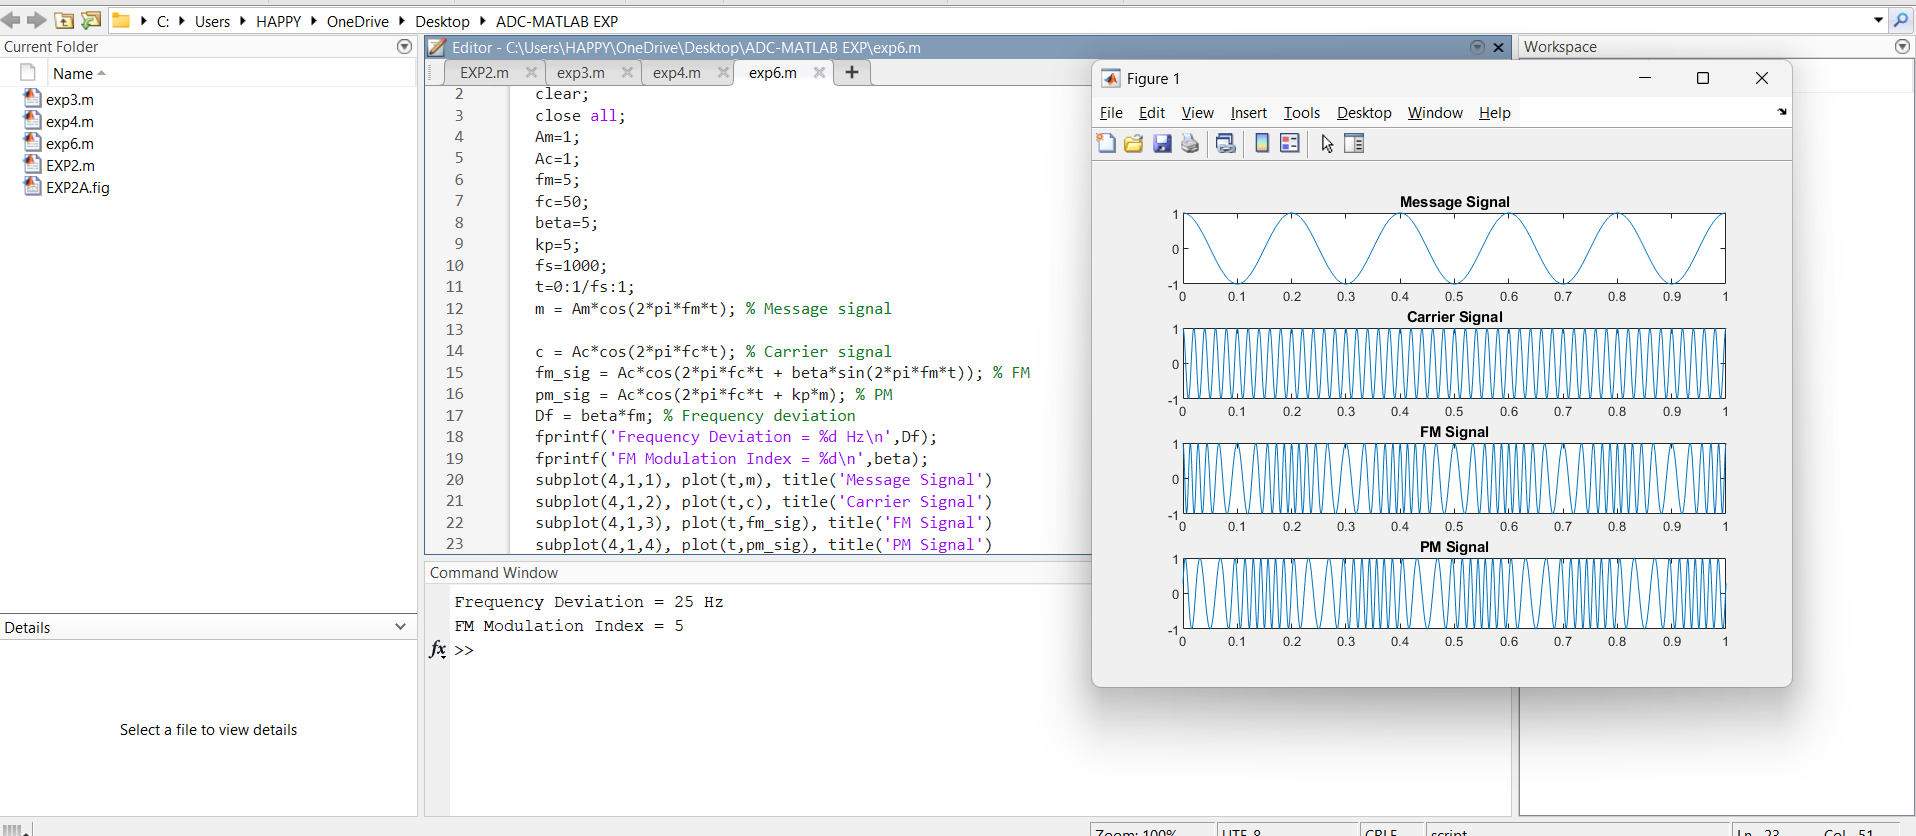 C: Users HAPPY OneDrive Desktop ADC-MATLAB EXP
Current Folder
Name
exp3.m
exp4.m
exp6.m
EXP2.m
EXP2A.fig
Details
Select a file to view details
Editor - C:\Users\HAPPY\OneDrive\Desktop\ADC-MATLAB EXP\exp6.m
EXP2.m exp3.m exp4.m exp6.m
2 clear;
3 close all;
4 Am=1;
5 Ac=1;
6 fm=5;
7 fc=50;
8 beta=5;
9 kp=5;
10 fs=1000;
11 t=0:1/fs:1;
12 m = Am*cos(2*pi*fm*t); % Message signal
13
14 c = Ac*cos(2*pi*fc*t); % Carrier signal
15 fm_sig = Ac*cos(2*pi*fc*t + beta*sin(2*pi*fm*t)); % FM
16 pm_sig = Ac*cos(2*pi*fc*t + kp*m); % PM
17 Df = beta*fm; % Frequency deviation
18 fprintf('Frequency Deviation = %d Hz\n',Df);
19 fprintf('FM Modulation Index = %d\n',beta);
20 subplot(4,1,1), plot(t,m), title('Message Signal')
21 subplot(4,1,2), plot(t,c), title('Carrier Signal')
22 subplot(4,1,3), plot(t,fm_sig), title('FM Signal')
23 subplot(4,1,4), plot(t,pm_sig), title('PM Signal')
Command Window
Frequency Deviation = 25 Hz
FM Modulation Index = 5
fx >>
Workspace
Figure 1
File Edit View Insert Tools Desktop Window Help
Message Signal
1
0
-1
0 0.1 0.2 0.3 0.4 0.5 0.6 0.7 0.8 0.9 1
Carrier Signal
1
0
-1
0 0.1 0.2 0.3 0.4 0.5 0.6 0.7 0.8 0.9 1
FM Signal
1
0
-1
0 0.1 0.2 0.3 0.4 0.5 0.6 0.7 0.8 0.9 1
PM Signal
1
0
-1
0 0.1 0.2 0.3 0.4 0.5 0.6 0.7 0.8 0.9 1
Zoom: 100% UTF-8 CRLF script Ln 23 Col 51